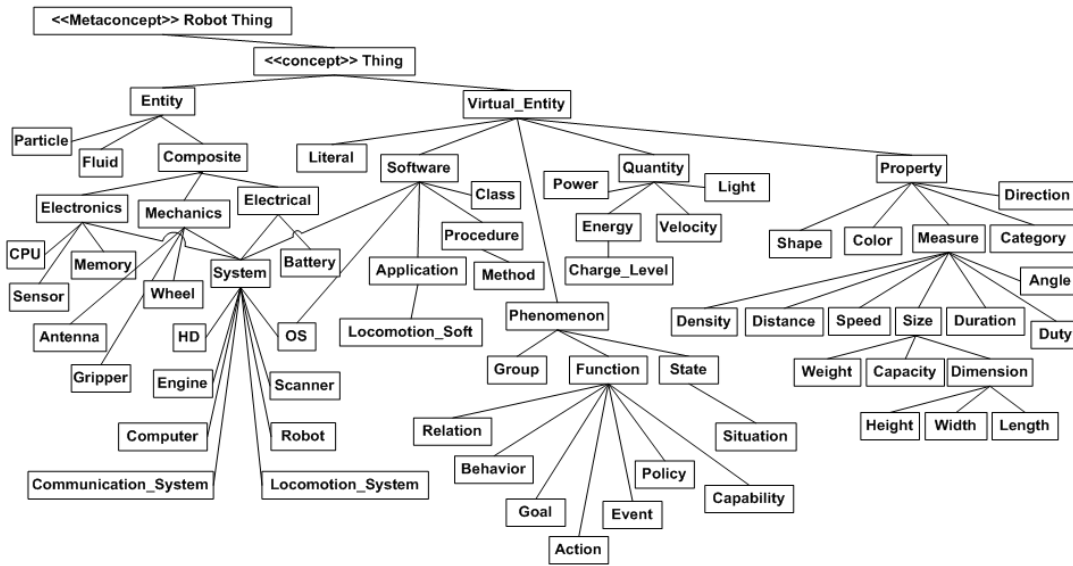 <<Metaconcept>> Robot Thing
<<concept>> Thing
Entity
Virtual_Entity
Particle
Fluid
Composite
Literal
Software
Quantity
Property
Electronics
Mechanics
Electrical
Class
Power
Light
Direction
CPU
Memory
System
Battery
Procedure
Energy
Velocity
Shape
Color
Measure
Category
Sensor
Wheel
Application
Method
Charge_Level
Angle
Antenna
HD
OS
Locomotion_Soft
Phenomenon
Density
Distance
Speed
Size
Duration
Duty
Gripper
Engine
Scanner
Group
Function
State
Weight
Capacity
Dimension
Computer
Robot
Relation
Situation
Height
Width
Length
Communication_System
Locomotion_System
Behavior
Policy
Capability
Goal
Event
Action